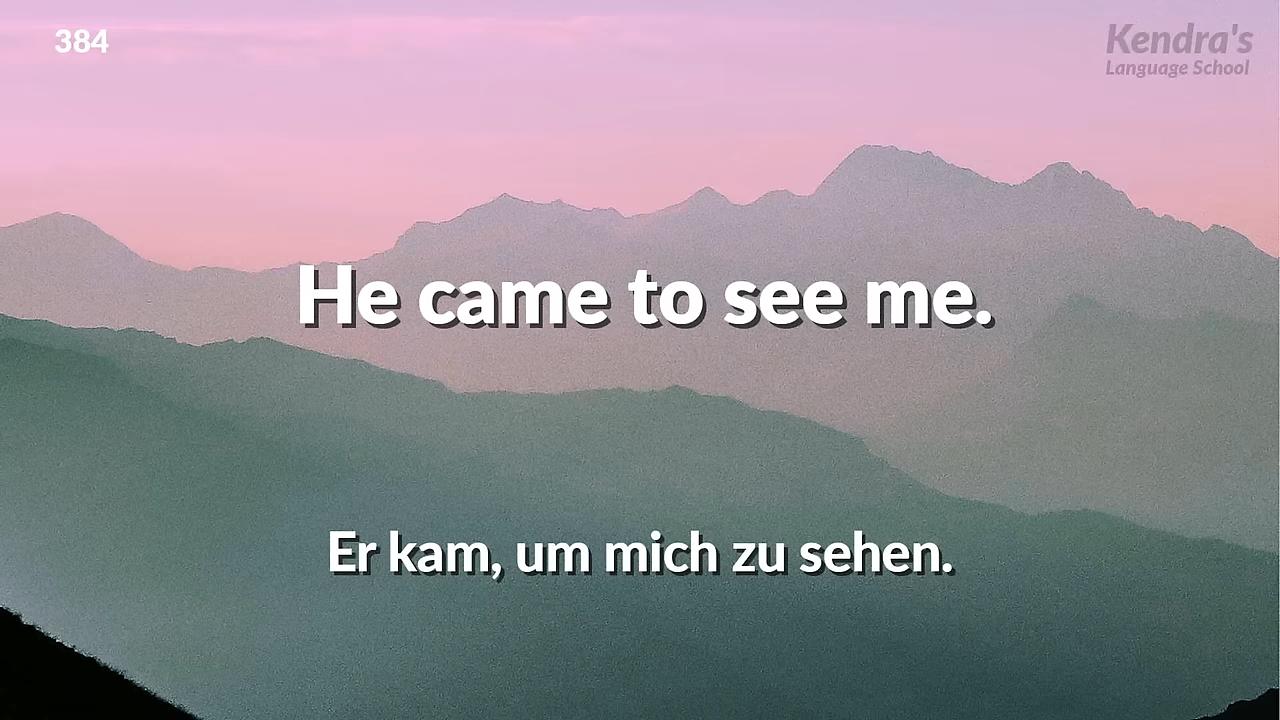 384
Kendra's
Language School
He came to see me.
Er kam, um mich zu sehen.